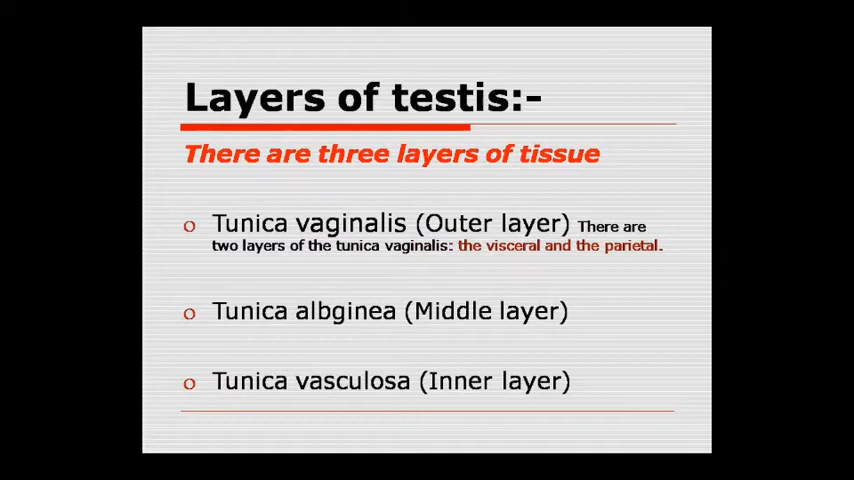 Layers of testis:-
There are three layers of tissue
o Tunica vaginalis (Outer layer) There are
two layers of the tunica vaginalis: the visceral and the parietal.
o Tunica albginea (Middle layer)
o Tunica vasculosa (Inner layer)